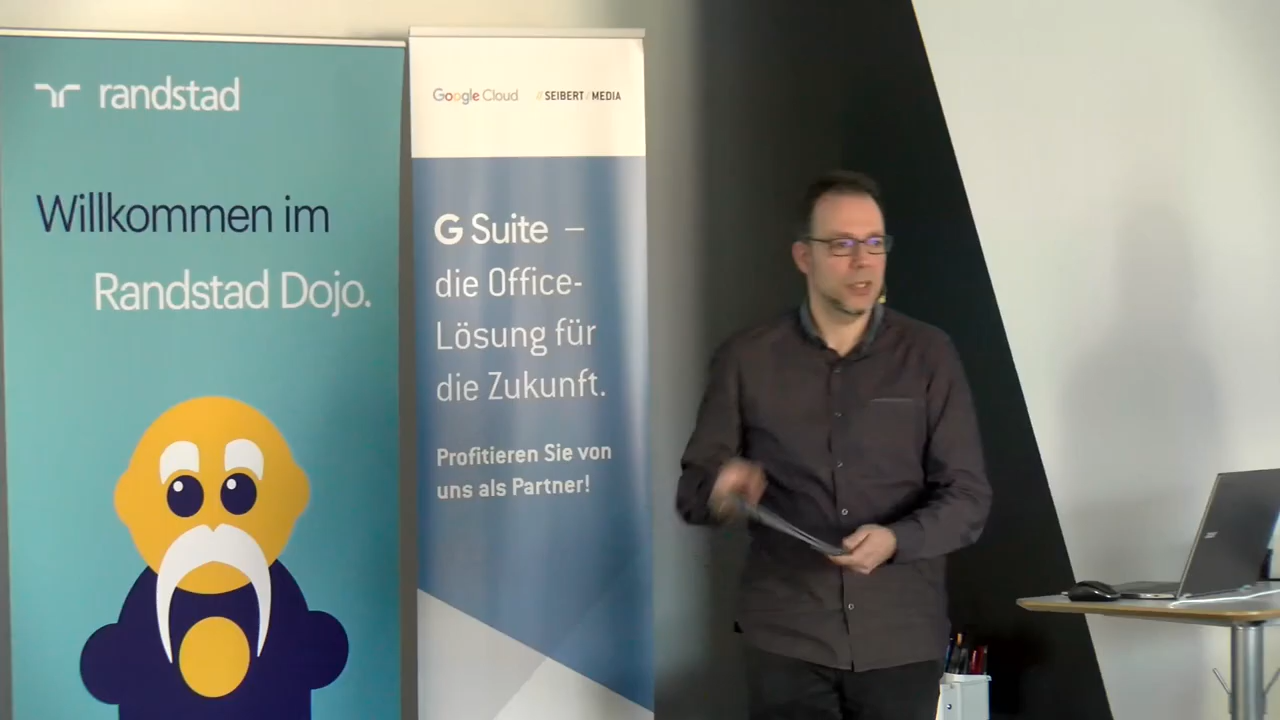 randstad
Willkommen im
Randstad Dojo.
Google Cloud
//SEIBERT/MEDIA
G Suite –
die Office-
Lösung für
die Zukunft.
Profitieren Sie von
uns als Partner!